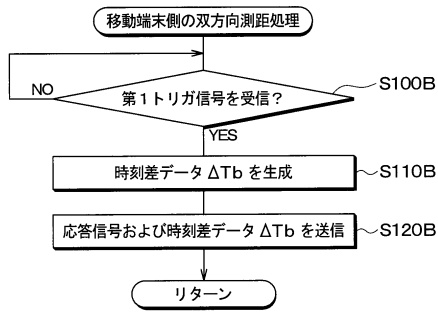 移動端末側の双方向測距処理
第1トリガ信号を受信？
S100B
NO
YES
時刻差データ ΔTb を生成
S110B
応答信号および時刻差データ ΔTb を送信
S120B
リターン